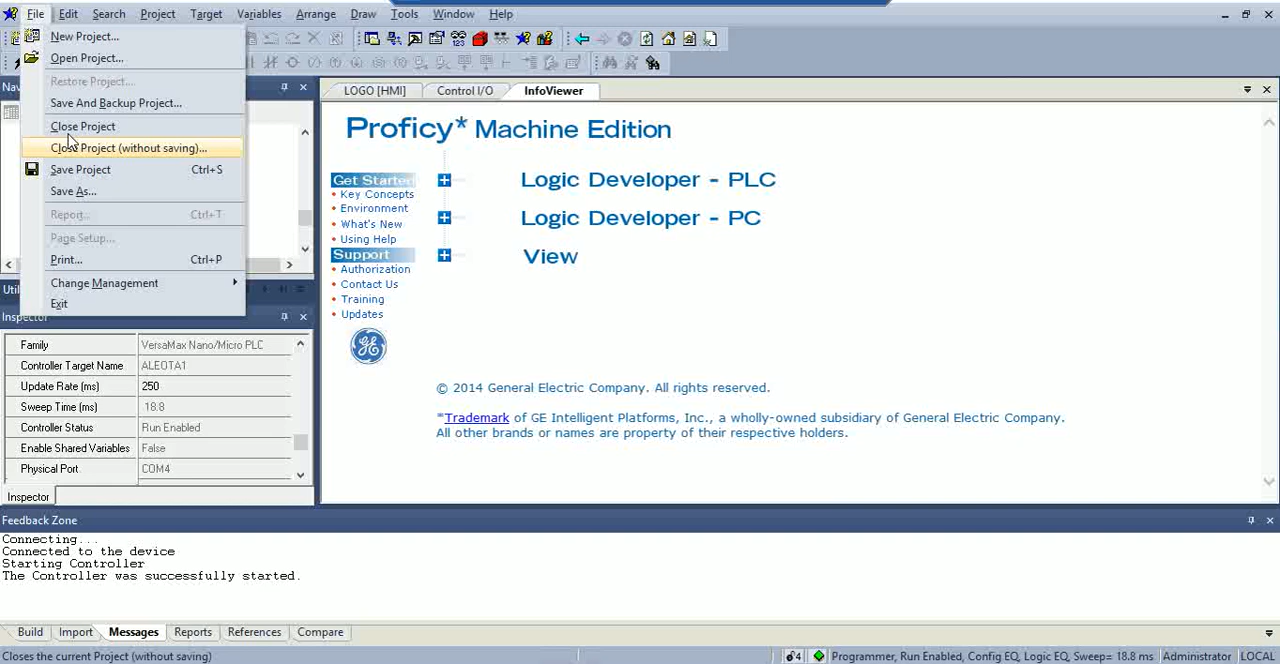 File Edit Search Project Target Variables Arrange Draw Tools Window Help
New Project...
Open Project...
Restore Project...
Save And Backup Project...
Close Project
Close Project (without saving)...
Save Project Ctrl+S
Save As...
Report... Ctrl+T
Page Setup...
Print... Ctrl+P
Change Management
Exit
Inspector
Family VersaMax Nano/Micro PLC
Controller Target Name ALEOTA1
Update Rate (ms) 250
Sweep Time (ms) 18.8
Controller Status Run Enabled
Enable Shared Variables False
Physical Port COM4
Inspector
LOGO [HMI] Control I/O InfoViewer
Proficy* Machine Edition
Get Started
Key Concepts
Environment
What's New
Using Help
Support
Authorization
Contact Us
Training
Updates
Logic Developer - PLC
Logic Developer - PC
View
© 2014 General Electric Company. All rights reserved.
*Trademark of GE Intelligent Platforms, Inc., a wholly-owned subsidiary of General Electric Company.
All other brands or names are property of their respective holders.
Feedback Zone
Connecting...
Connected to the device
Starting Controller
The Controller was successfully started.
Build Import Messages Reports References Compare
Closes the current Project (without saving) 4 Programmer, Run Enabled, Config EQ, Logic EQ, Sweep= 18.8 ms Administrator LOCAL